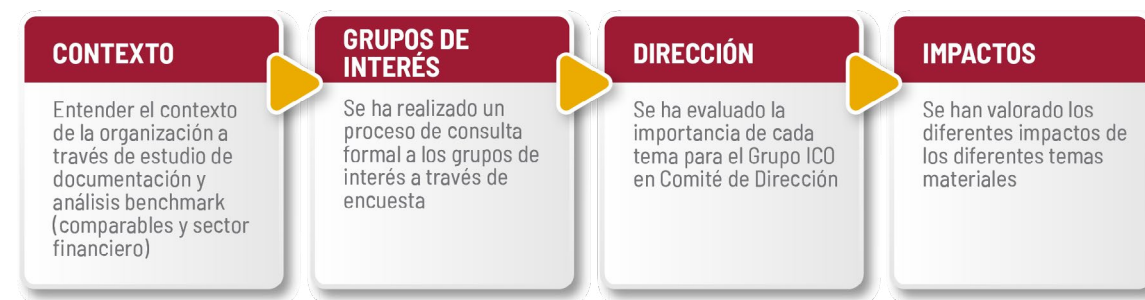 CONTEXTO
Entender el contexto
de la organización a
través de estudio de
documentación y
análisis benchmark
(comparables y sector
financiero)
GRUPOS DE
INTERÉS
Se ha realizado un
proceso de consulta
formal a los grupos de
interés a través de
encuesta
DIRECCIÓN
Se ha evaluado la
importancia de cada
tema para el Grupo ICO
en Comité de Dirección
IMPACTOS
Se han valorado los
diferentes impactos de
los diferentes temas
materiales